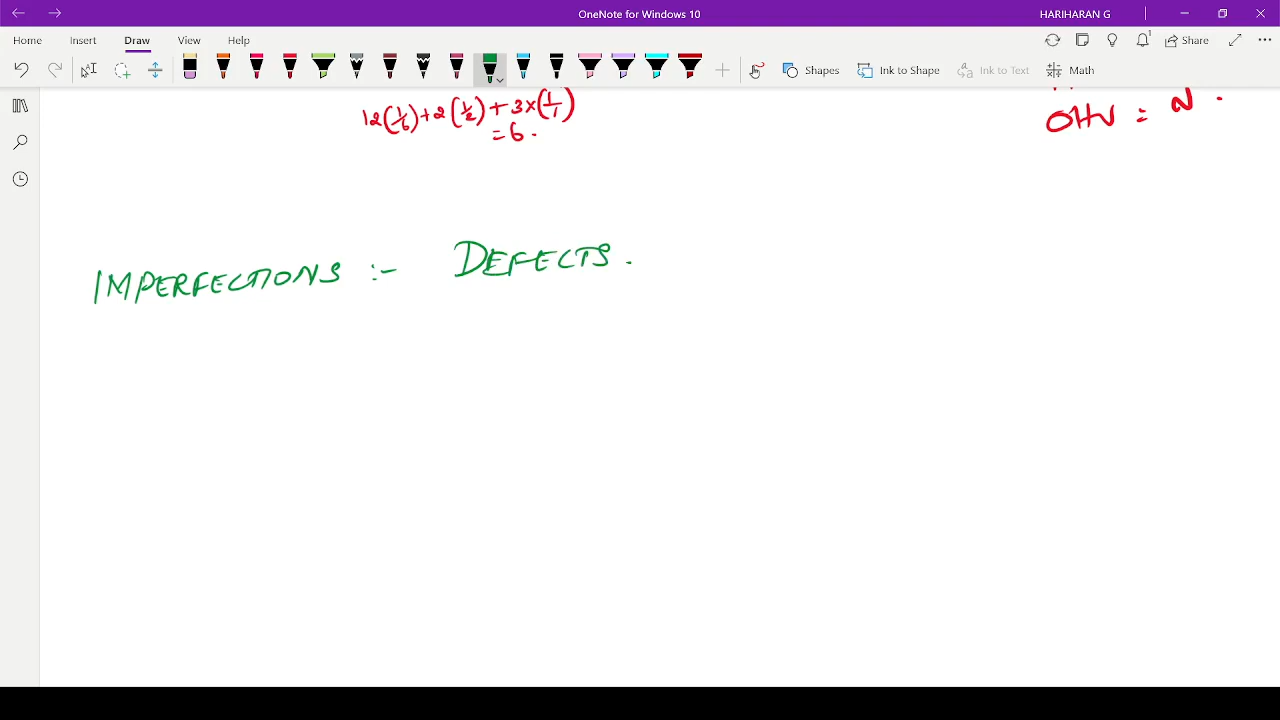 OneNote for Windows 10
HARIHARAN G
Home Insert Draw View Help
Share
Shapes Ink to Shape Ink to Text Math
12(1/6)+2(1/2)+3×(1/1)
=6.
OHV = N.
IMPERFECTIONS :- DEFECTS.